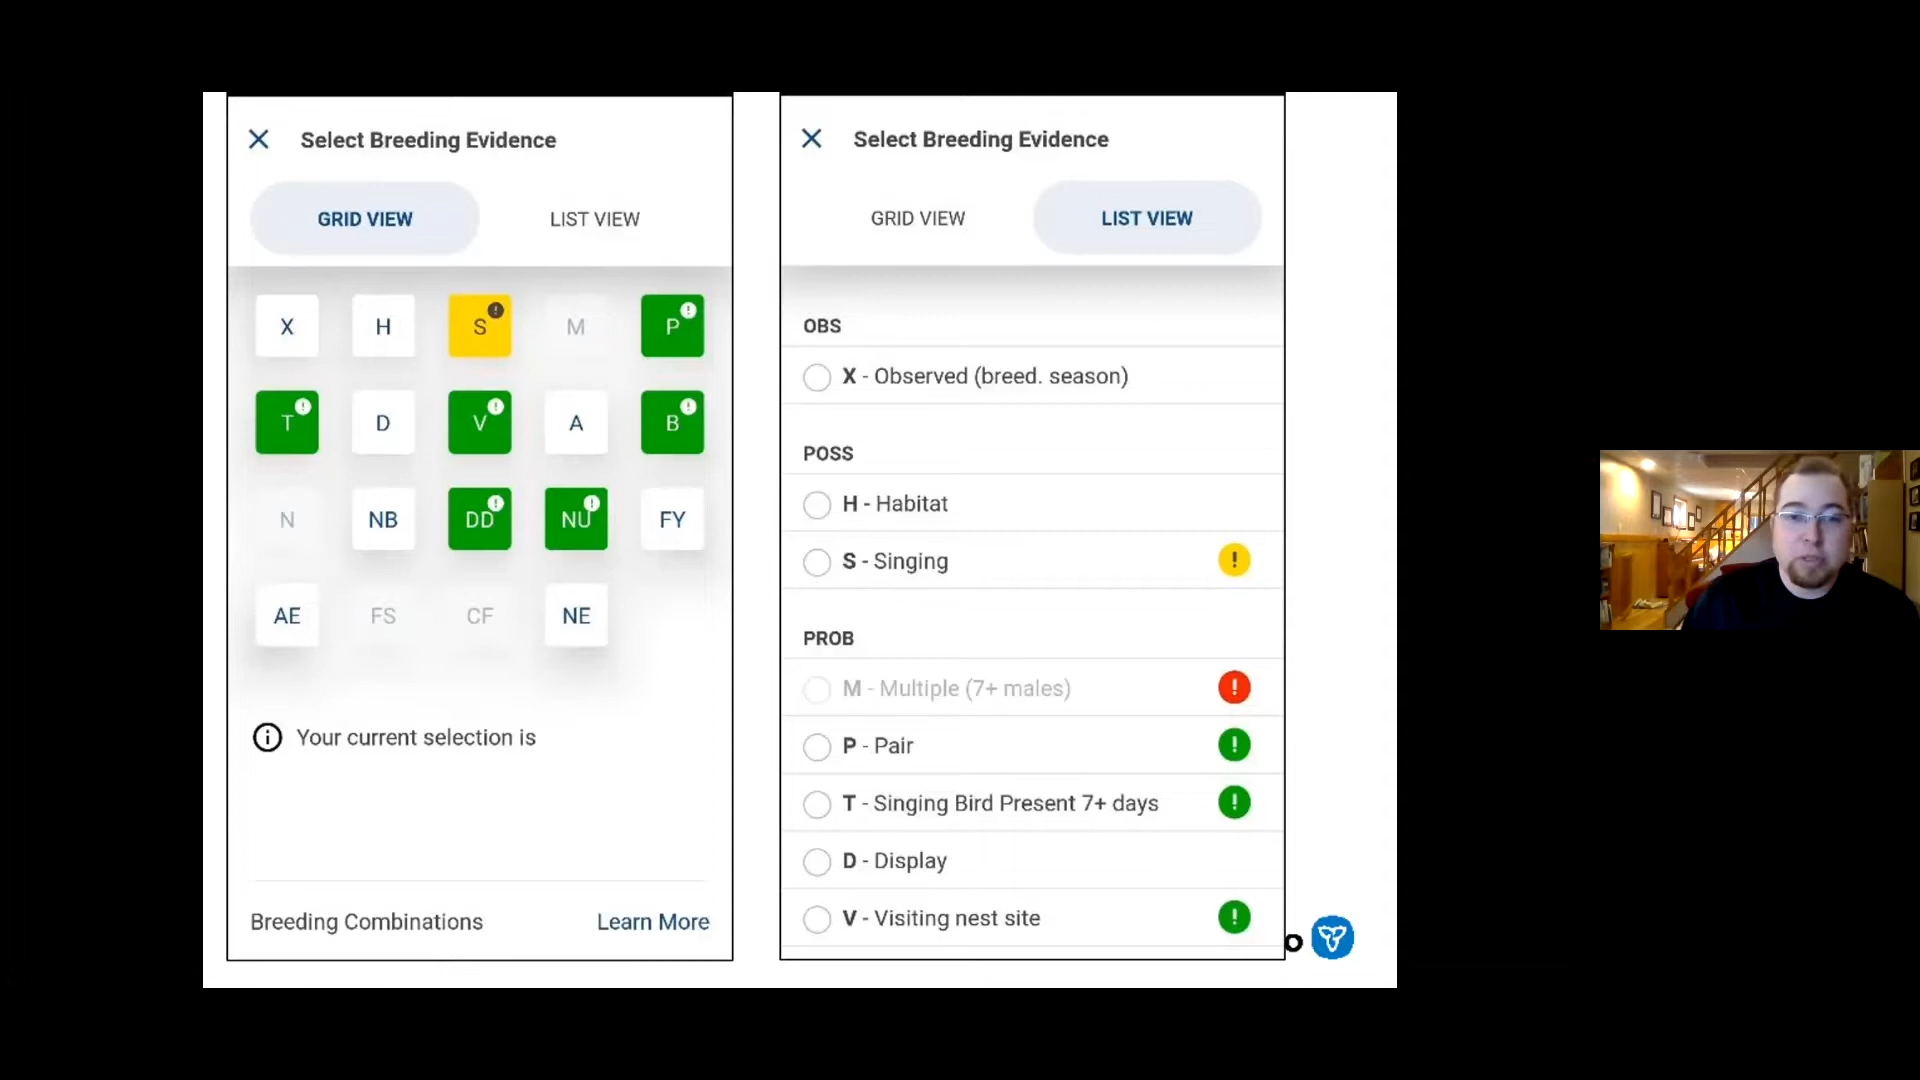 Select Breeding Evidence
GRID VIEW LIST VIEW
X H S ! M P !
T ! D V ! A B !
N NB DD ! NU ! FY
AE FS CF NE
i Your current selection is
Breeding Combinations Learn More
Select Breeding Evidence
GRID VIEW LIST VIEW
OBS
X - Observed (breed. season)
POSS
H - Habitat
S - Singing !
PROB
M - Multiple (7+ males) !
P - Pair !
T - Singing Bird Present 7+ days !
D - Display
V - Visiting nest site !
o